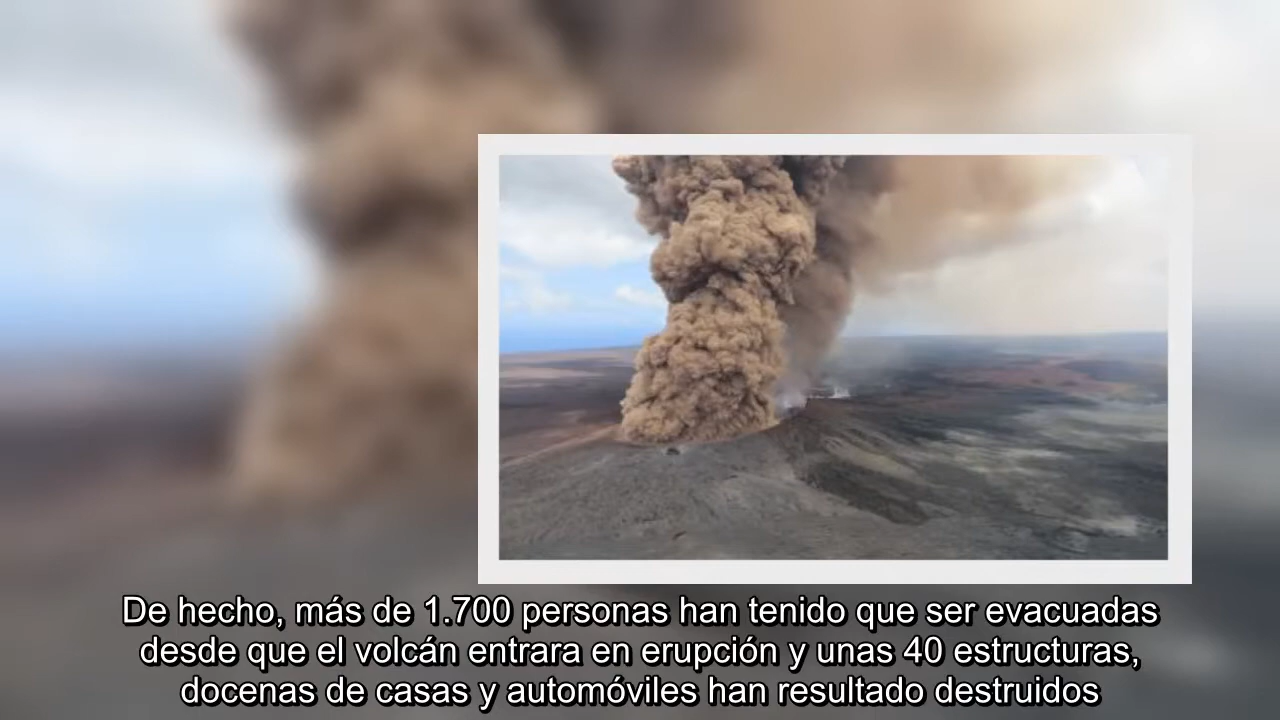 De hecho, más de 1.700 personas han tenido que ser evacuadas
desde que el volcán entrara en erupción y unas 40 estructuras,
docenas de casas y automóviles han resultado destruidos